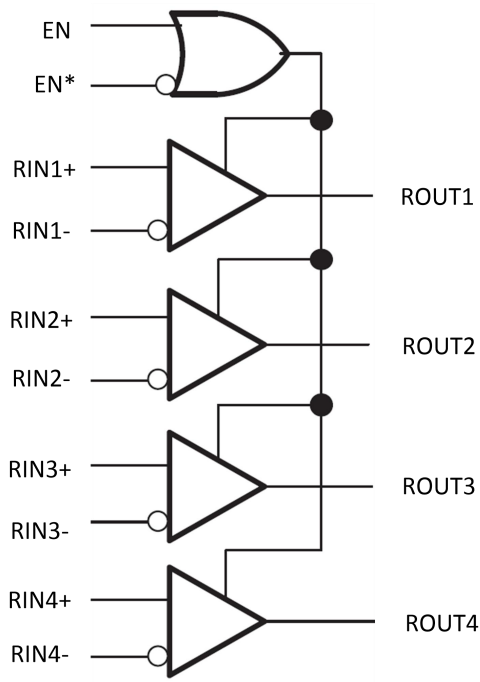 EN
EN*
RIN1+
RIN1-
ROUT1
RIN2+
RIN2-
ROUT2
RIN3+
RIN3-
ROUT3
RIN4+
RIN4-
ROUT4